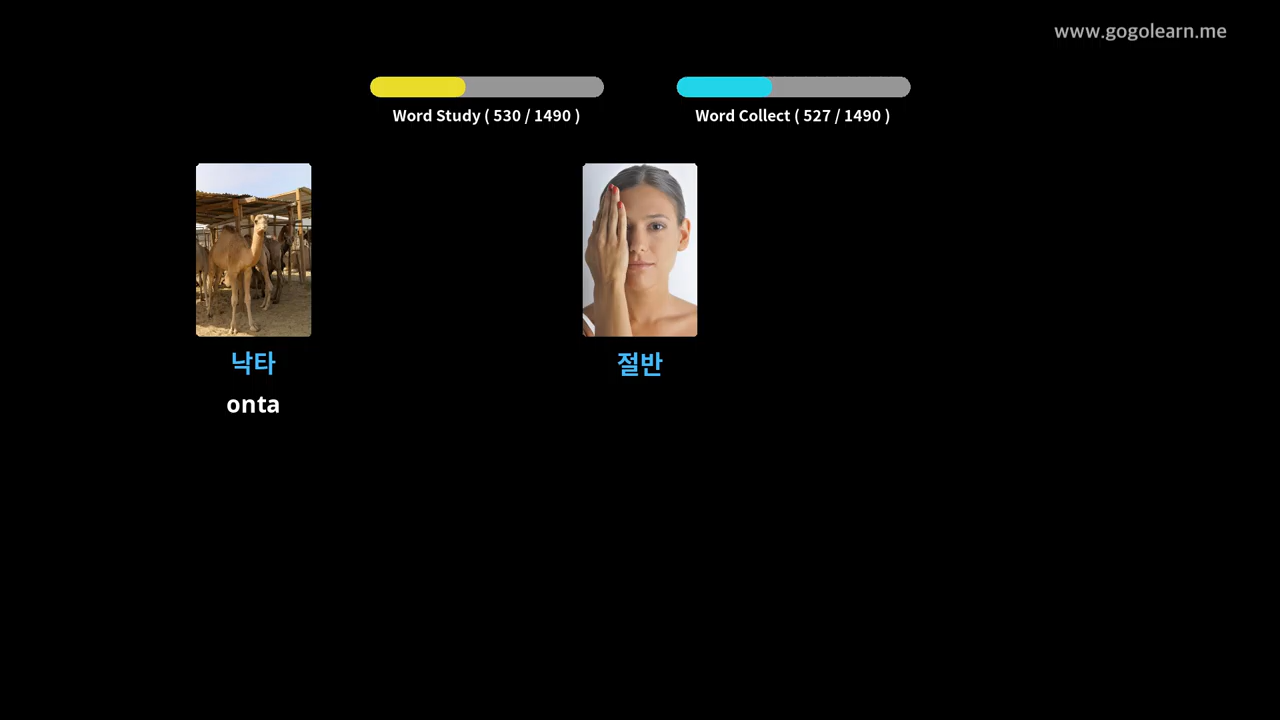 www.gogolearn.me
Word Study ( 530 / 1490 )
Word Collect ( 527 / 1490 )
낙타
절반
onta